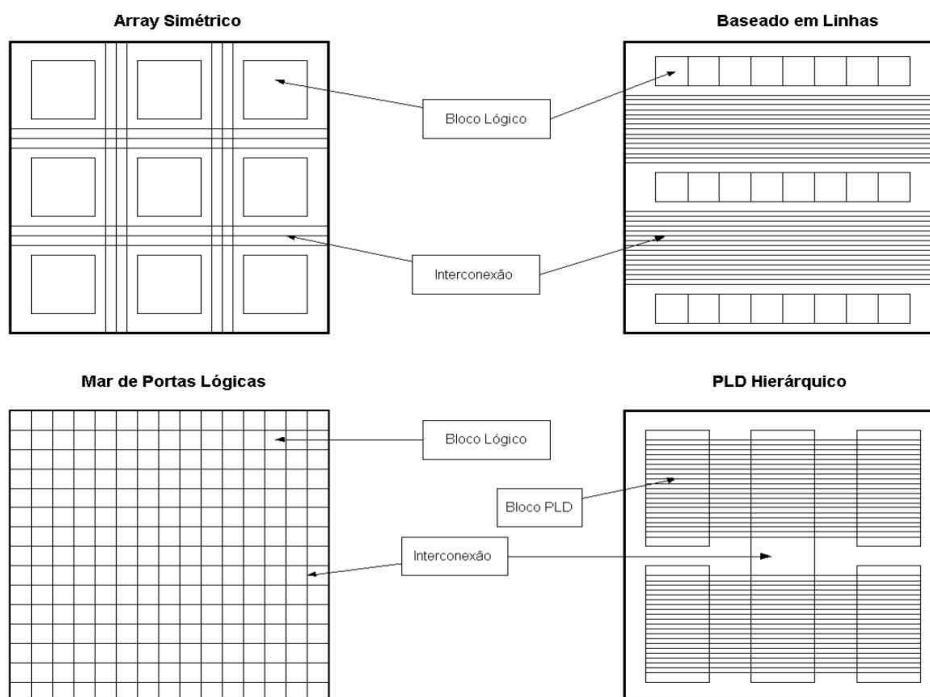 Array Simétrico
Baseado em Linhas
Bloco Lógico
Interconexão
Mar de Portas Lógicas
PLD Hierárquico
Bloco Lógico
Bloco PLD
Interconexão